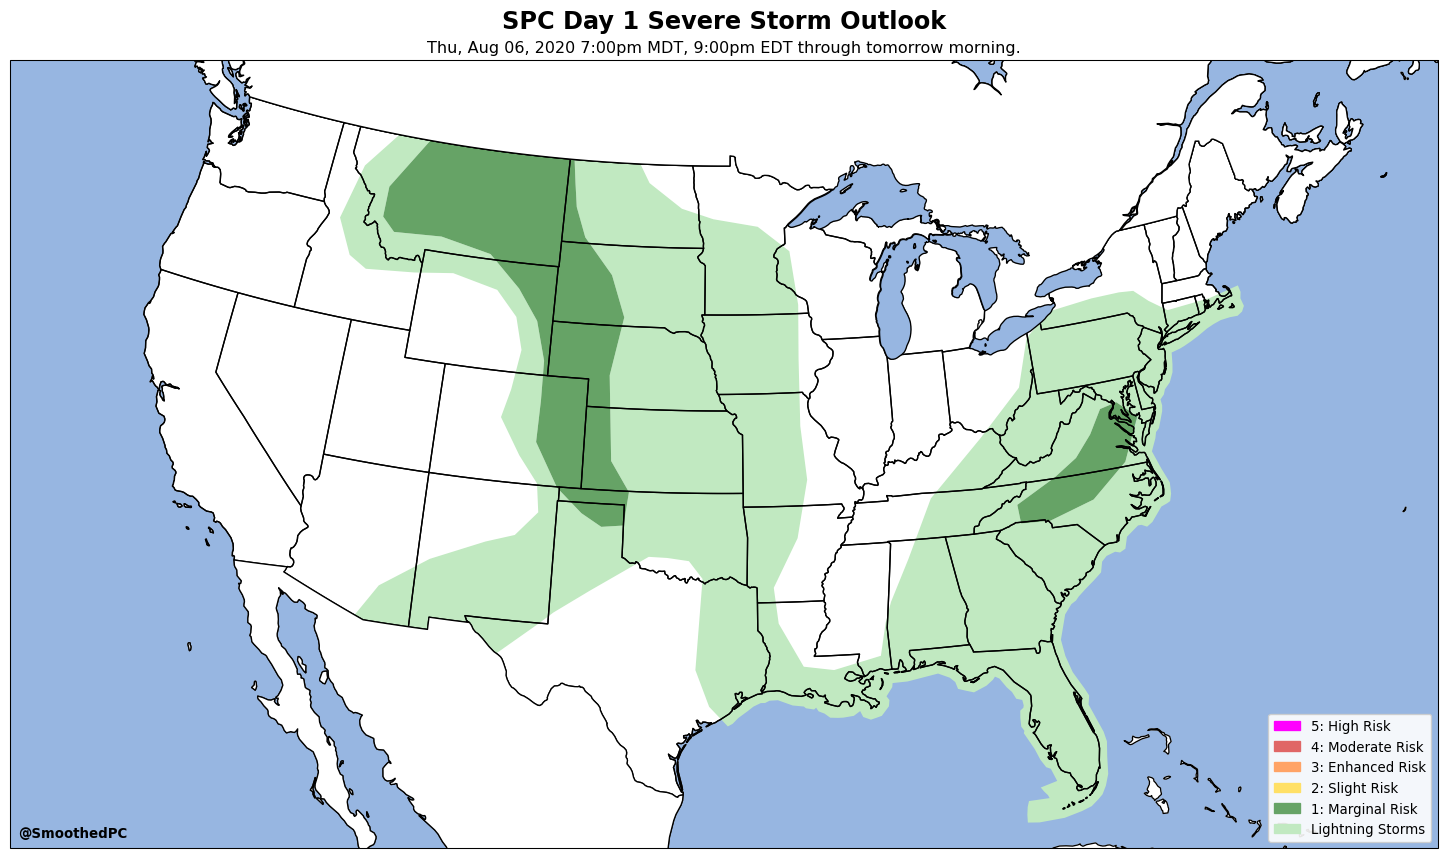 SPC Day 1 Severe Storm Outlook
Thu, Aug 06, 2020 7:00pm MDT, 9:00pm EDT through tomorrow morning.
5: High Risk
4: Moderate Risk
3: Enhanced Risk
2: Slight Risk
1: Marginal Risk
Lightning Storms
@SmoothedPC